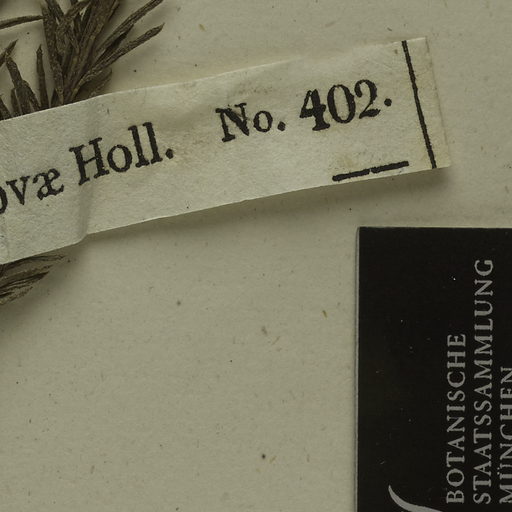 ovæ Holl. No. 402.
BOTANISCHE
STAATSSAMMLUNG
MÜNCHEN